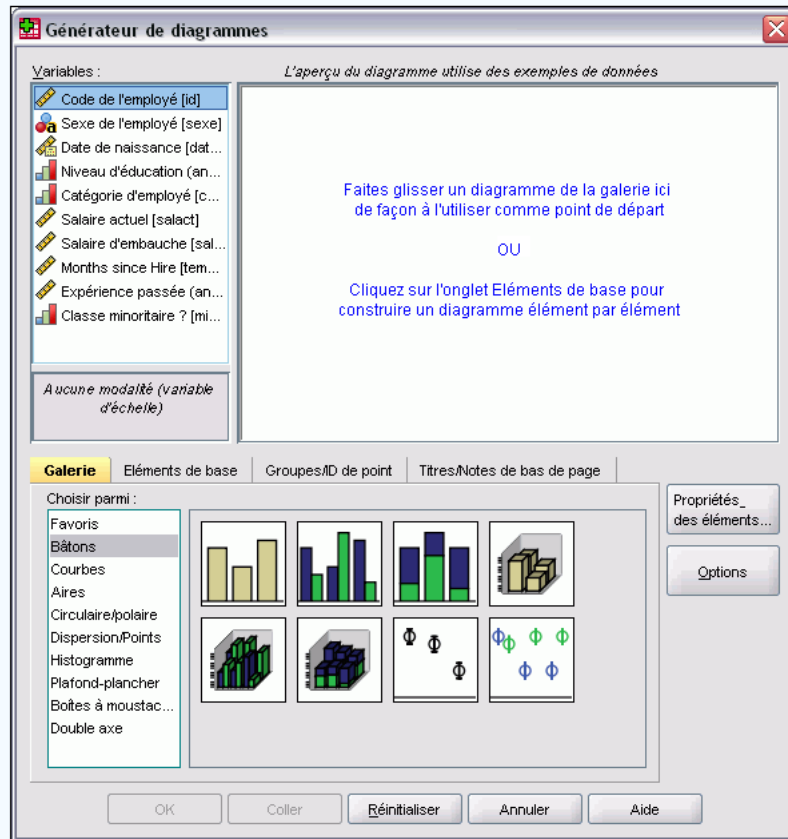 Générateur de diagrammes
Variables :
L'aperçu du diagramme utilise des exemples de données
Code de l'employé [id]
Sexe de l'employé [sexe]
Date de naissance [dat...
Niveau d'éducation (an...
Catégorie d'employé [c...
Salaire actuel [salact]
Salaire d'embauche [sal...
Months since Hire [tem...
Expérience passée (an...
Classe minoritaire ? [mi...
Aucune modalité (variable
d'échelle)
Faites glisser un diagramme de la galerie ici
de façon à l'utiliser comme point de départ
OU
Cliquez sur l'onglet Eléments de base pour
construire un diagramme élément par élément
Galerie
Eléments de base
Groupes/ID de point
Titres/Notes de bas de page
Choisir parmi :
Favoris
Bâtons
Courbes
Aires
Circulaire/polaire
Dispersion/Points
Histogramme
Plafond-plancher
Boîtes à moustac...
Double axe
Propriétés_
des éléments...
Options
OK
Coller
Réinitialiser
Annuler
Aide